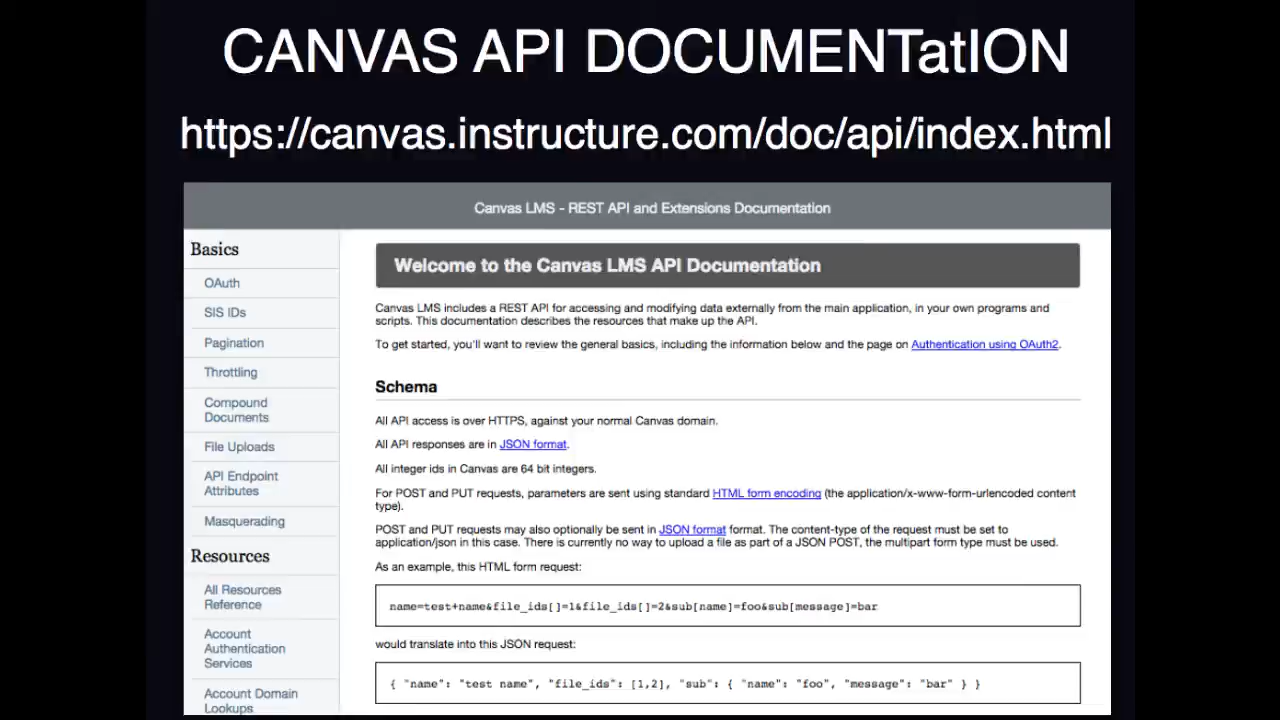 CANVAS API DOCUMENTatION
https://canvas.instructure.com/doc/api/index.html
Canvas LMS - REST API and Extensions Documentation
Basics
OAuth
SIS IDs
Pagination
Throttling
Compound
Documents
File Uploads
API Endpoint
Attributes
Masquerading
Resources
All Resources
Reference
Account
Authentication
Services
Account Domain
Lookups
Welcome to the Canvas LMS API Documentation
Canvas LMS includes a REST API for accessing and modifying data externally from the main application, in your own programs and
scripts. This documentation describes the resources that make up the API.
To get started, you'll want to review the general basics, including the information below and the page on Authentication using OAuth2.
Schema
All API access is over HTTPS, against your normal Canvas domain.
All API responses are in JSON format.
All integer ids in Canvas are 64 bit integers.
For POST and PUT requests, parameters are sent using standard HTML form encoding (the application/x-www-form-urlencoded content
type).
POST and PUT requests may also optionally be sent in JSON format format. The content-type of the request must be set to
application/json in this case. There is currently no way to upload a file as part of a JSON POST, the multipart form type must be used.
As an example, this HTML form request:
name=test+name&file_ids[]=1&file_ids[]=2&sub[name]=foo&sub[message]=bar
would translate into this JSON request:
{ "name": "test name", "file_ids": [1,2], "sub": { "name": "foo", "message": "bar" } }